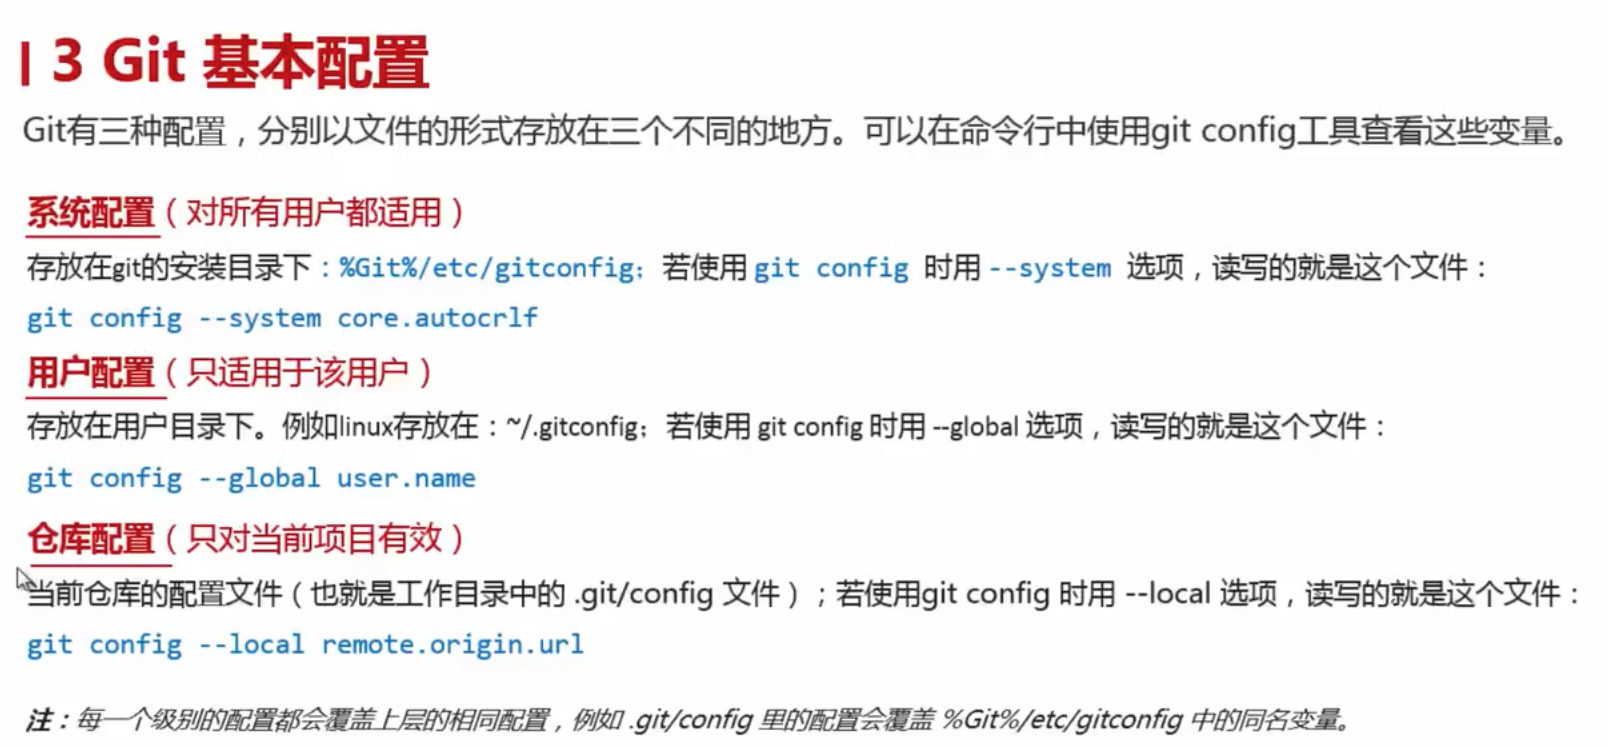 3 Git 基本配置
Git有三种配置，分别以文件的形式存放在三个不同的地方。可以在命令行中使用git config工具查看这些变量。
系统配置（对所有用户都适用）
存放在git的安装目录下：%Git%/etc/gitconfig；若使用 git config 时用 --system 选项，读写的就是这个文件：
git config --system core.autocrlf
用户配置（只适用于该用户）
存放在用户目录下。例如linux存放在：~/.gitconfig；若使用 git config 时用 --global 选项，读写的就是这个文件：
git config --global user.name
仓库配置（只对当前项目有效）
当前仓库的配置文件（也就是工作目录中的 .git/config 文件）；若使用git config 时用 --local 选项，读写的就是这个文件：
git config --local remote.origin.url
注：每一个级别的配置都会覆盖上层的相同配置，例如 .git/config 里的配置会覆盖 %Git%/etc/gitconfig 中的同名变量。